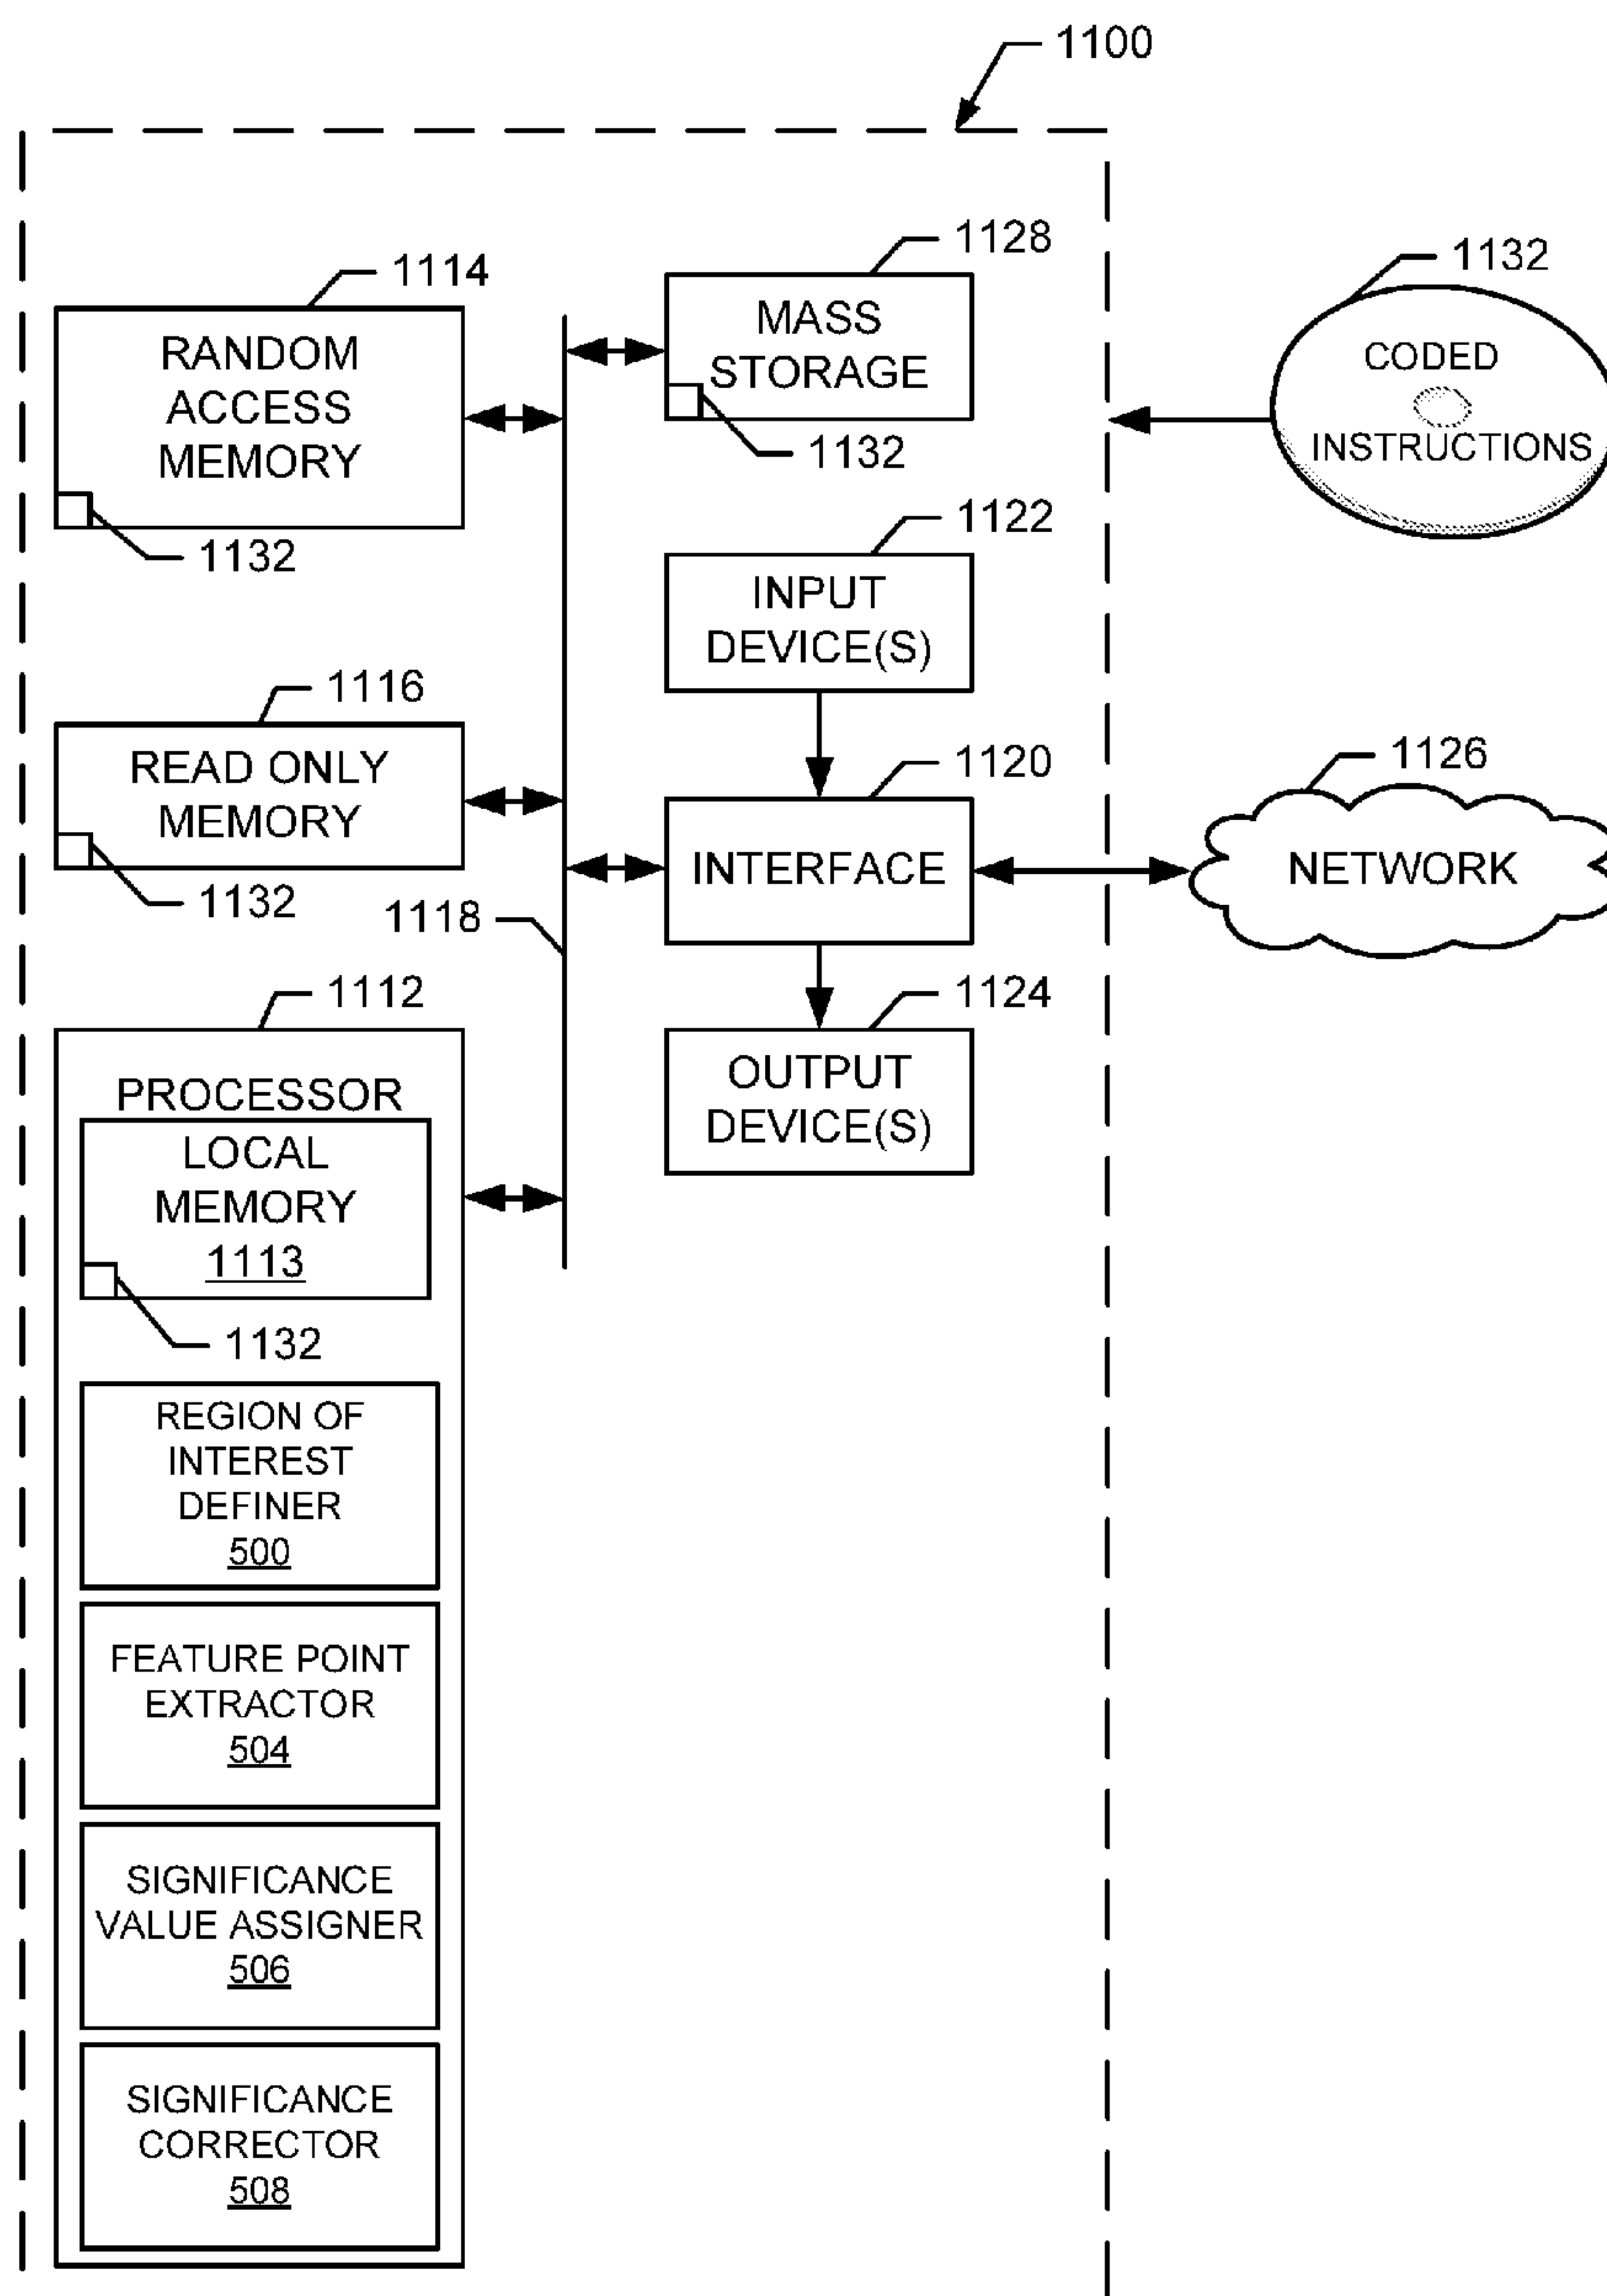 1100
1128
1132
1114
MASS
STORAGE
RANDOM
ACCESS
MEMORY
CODED
INSTRUCTIONS
1132
1132
1122
INPUT
DEVICE(S)
1116
READ ONLY
MEMORY
1120
1126
INTERFACE
NETWORK
1132
1118
1112
1124
PROCESSOR
OUTPUT
DEVICE(S)
LOCAL
MEMORY
1113
1132
REGION OF
INTEREST
DEFINER
500
FEATURE POINT
EXTRACTOR
504
SIGNIFICANCE
VALUE ASSIGNER
506
SIGNIFICANCE
CORRECTOR
508